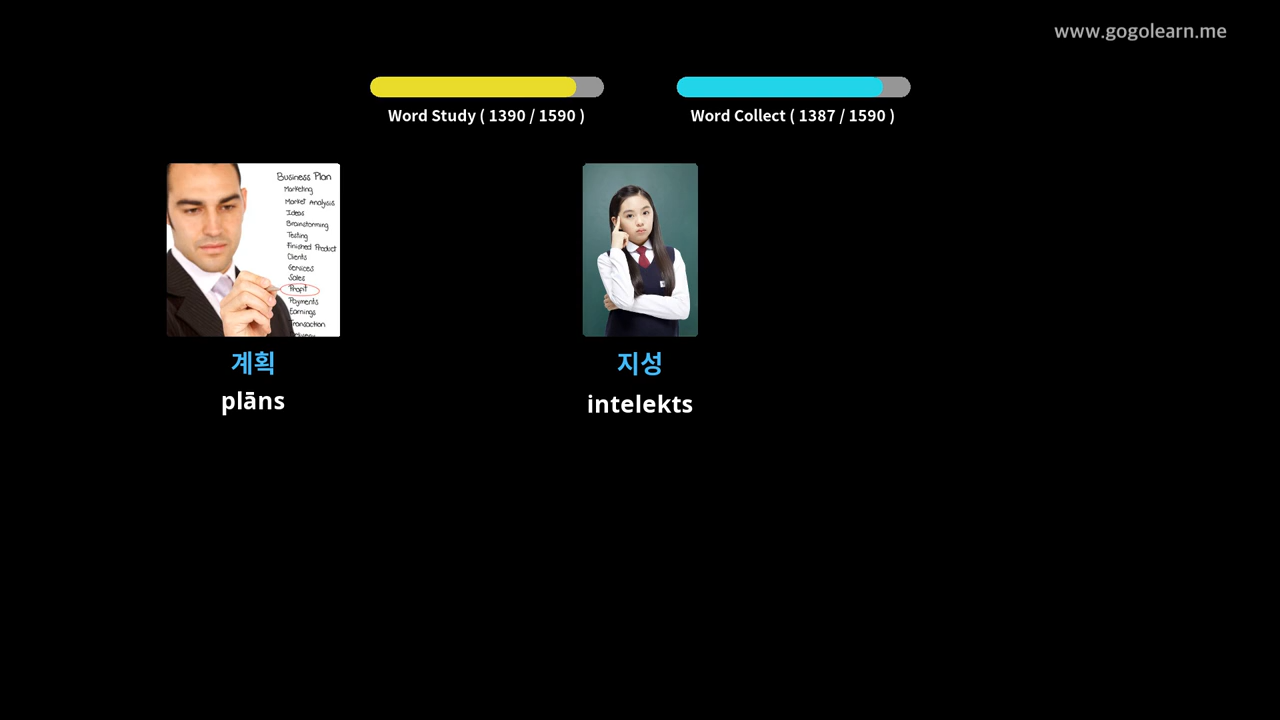 www.gogolearn.me
Word Study ( 1390 / 1590 )
Word Collect ( 1387 / 1590 )
Business Plan
Marketing
Market Analysis
Ideas
Brainstorming
Testing
Finished Product
Clients
Services
Sales
Profit
Payments
Earnings
Transaction
계획
plāns
지성
intelekts